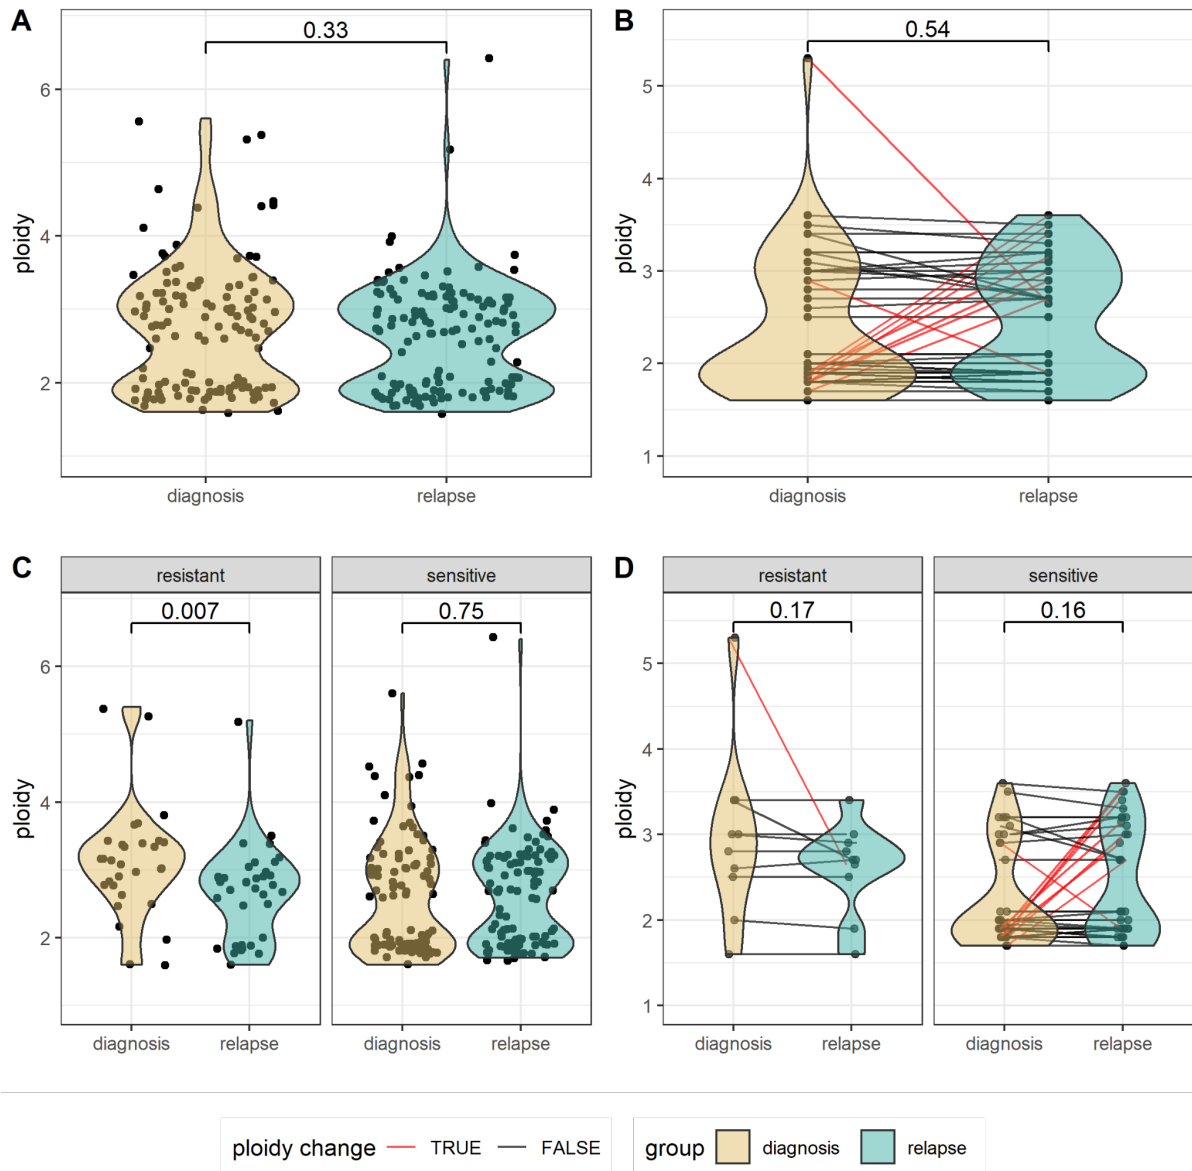 A
0.33
ploidy
6
4
2
diagnosis
relapse
B
0.54
ploidy
5
4
3
2
1
diagnosis
relapse
C
resistant
sensitive
0.007
0.75
ploidy
6
4
2
diagnosis
relapse
diagnosis
relapse
D
resistant
sensitive
0.17
0.16
ploidy
5
4
3
2
1
diagnosis
relapse
diagnosis
relapse
ploidy change
TRUE
FALSE
group
diagnosis
relapse